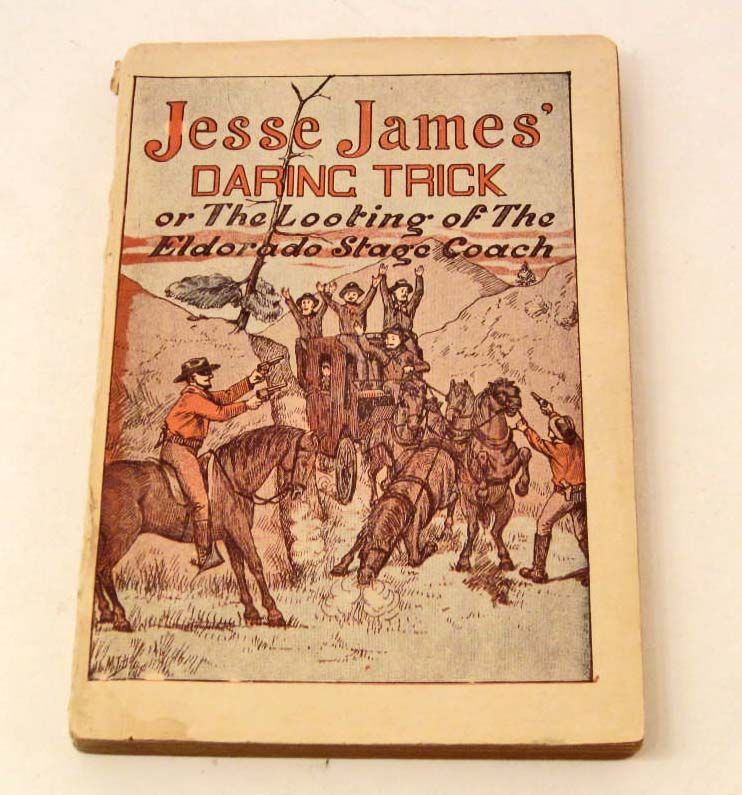 Jesse James'
DARING TRICK
or The Looting of The
Eldorado Stage Coach